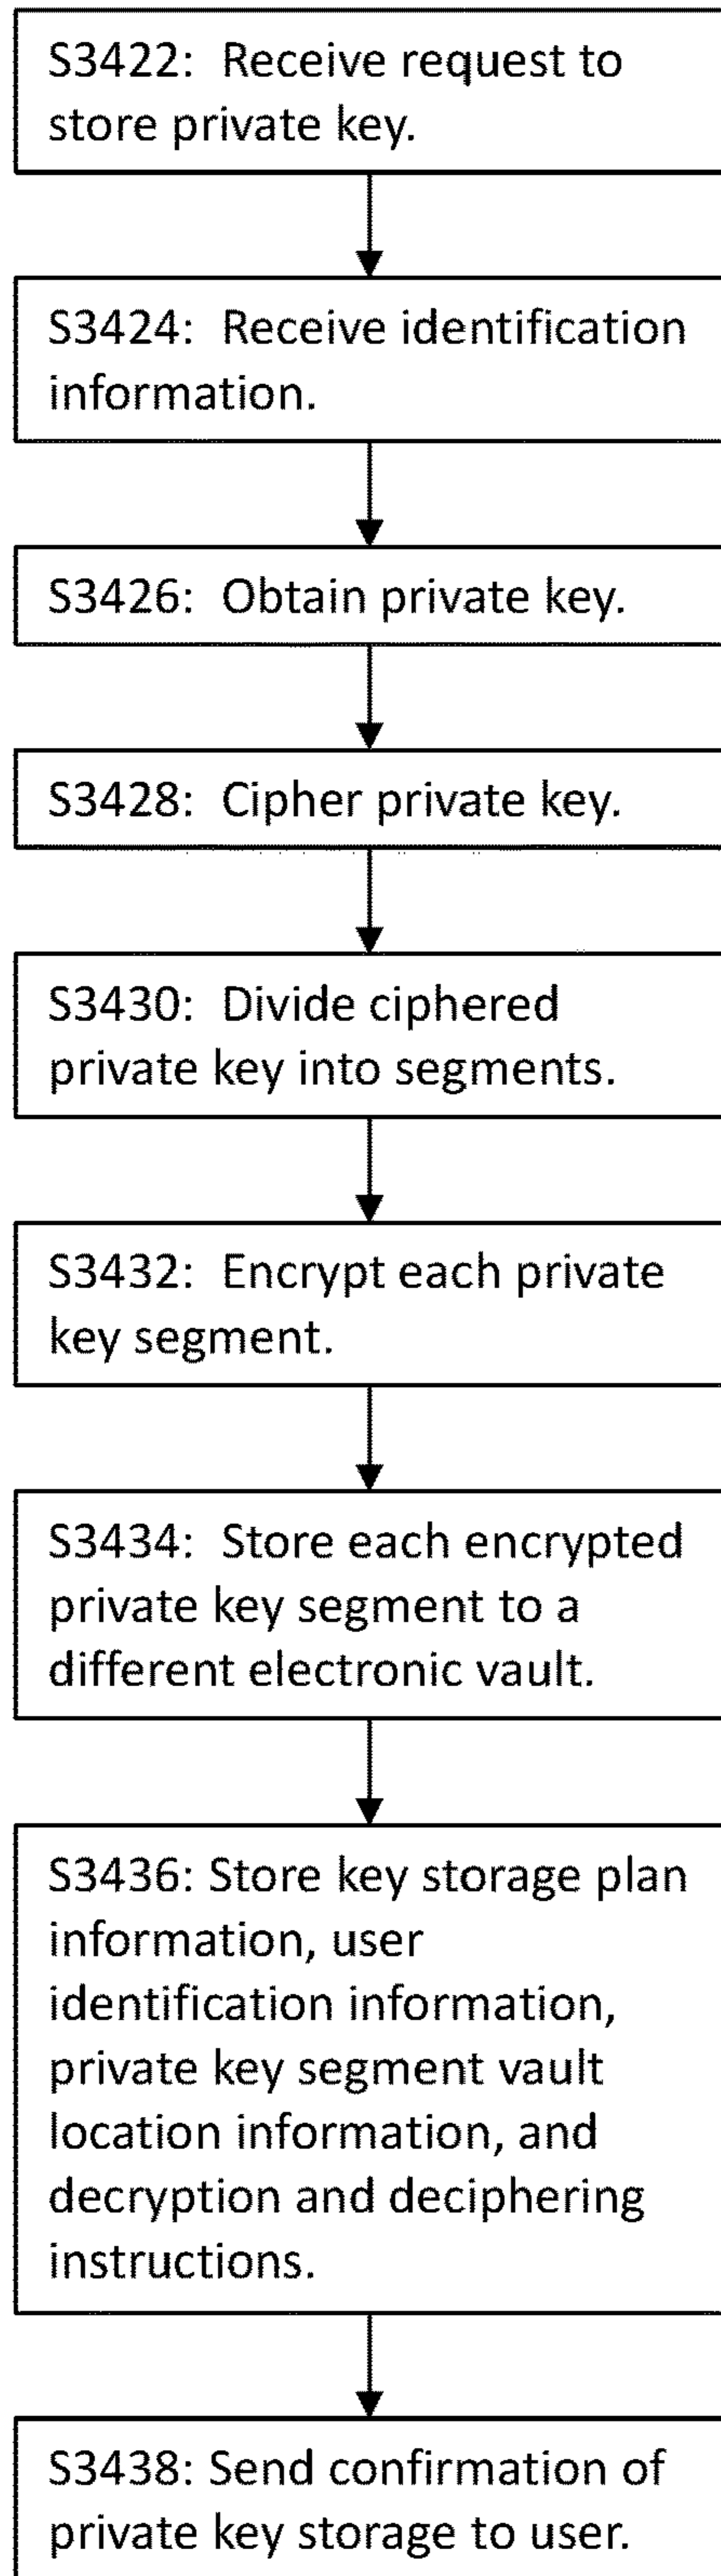 S3422: Receive request to
store private key.
S3424: Receive identification
information.
S3426: Obtain private key.
S3428: Cipher private key.
S3430: Divide ciphered
private key into segments.
S3432: Encrypt each private
key segment.
S3434: Store each encrypted
private key segment to a
different electronic vault.
S3436: Store key storage plan
information, user
identification information,
private key segment vault
location information, and
decryption and deciphering
instructions.
S3438: Send confirmation of
private key storage to user.